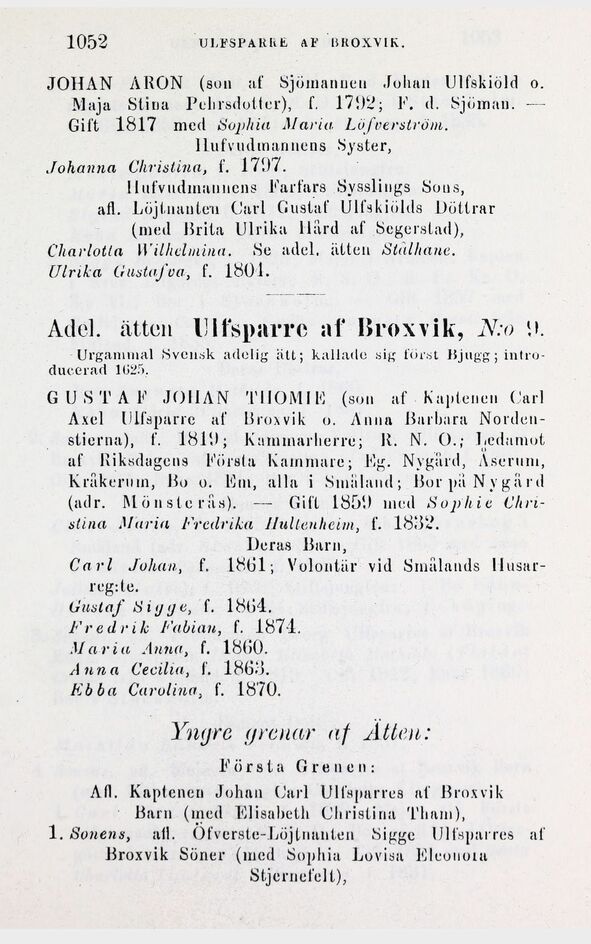 1052 ULFSPARRE AF BROXVIK.
JOHAN ARON (son af Sjömannen Johan Ulfskiöld o.
Maja Stina Pehrsdotter), f. 1792; F. d. Sjöman. —
Gift 1817 med Sophia Maria Löfverström.
Hufvudmannens Syster,
Johanna Christina, f. 1797.
Hufvudmannens Farfars Sysslings Sons,
afl. Löjtnanten Carl Gustaf Ulfskiölds Döttrar
(med Brita Ulrika Hård af Segerstad),
Charlotta Wilhelmina. Se adel. ätten Stålhane.
Ulrika Gustafva, f. 1804.
Adel. ätten Ulfsparre af Broxvik, N:o 9.
Urgammal Svensk adelig ätt; kallade sig först Bjugg; intro-
ducerad 1625.
GUSTAF JOHAN THOMIE (son af Kaptenen Carl
Axel Ulfsparre af Broxvik o. Anna Barbara Norden-
stierna), f. 1819; Kammarherre; R. N. O.; Ledamot
af Riksdagens Första Kammare; Eg. Nygård, Åserum,
Kråkerum, Bo o. Em, alla i Småland; Bor på Nygård
(adr. Mönsterås). — Gift 1859 med Sophie Chri-
stina Maria Fredrika Hultenheim, f. 1832.
Deras Barn,
Carl Johan, f. 1861; Volontär vid Smålands Husar-
reg:te.
Gustaf Sigge, f. 1864.
Fredrik Fabian, f. 1874.
Maria Anna, f. 1860.
Anna Cecilia, f. 1863.
Ebba Carolina, f. 1870.
Yngre grenar af Ätten:
Första Grenen:
Afl. Kaptenen Johan Carl Ulfsparres af Broxvik
Barn (med Elisabeth Christina Tham),
1. Sonens, afl. Öfverste-Löjtnanten Sigge Ulfsparres af
Broxvik Söner (med Sophia Lovisa Eleonora
Stjernefelt),